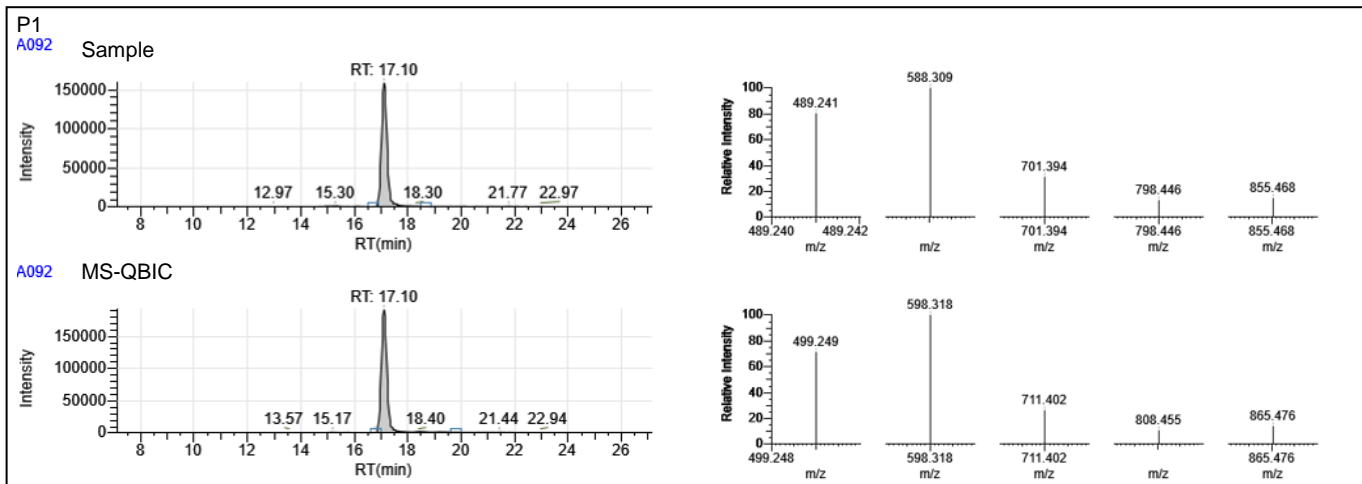 P1
A092 Sample
RT: 17.10
150000
100000
50000
0
Intensity
12.97 15.30 18.30 21.77 22.97
8 10 12 14 16 18 20 22 24 26
RT(min)
100
80
60
40
20
0
Relative Intensity
489.241 588.309 701.394 798.446 855.468
489.240 489.242 701.394 798.446 855.468
m/z m/z m/z m/z m/z
A092 MS-QBIC
RT: 17.10
150000
100000
50000
0
Intensity
13.57 15.17 18.40 21.44 22.94
8 10 12 14 16 18 20 22 24 26
RT(min)
100
80
60
40
20
0
Relative Intensity
499.249 598.318 711.402 808.455 865.476
499.248 598.318 711.402 865.476
m/z m/z m/z m/z m/z